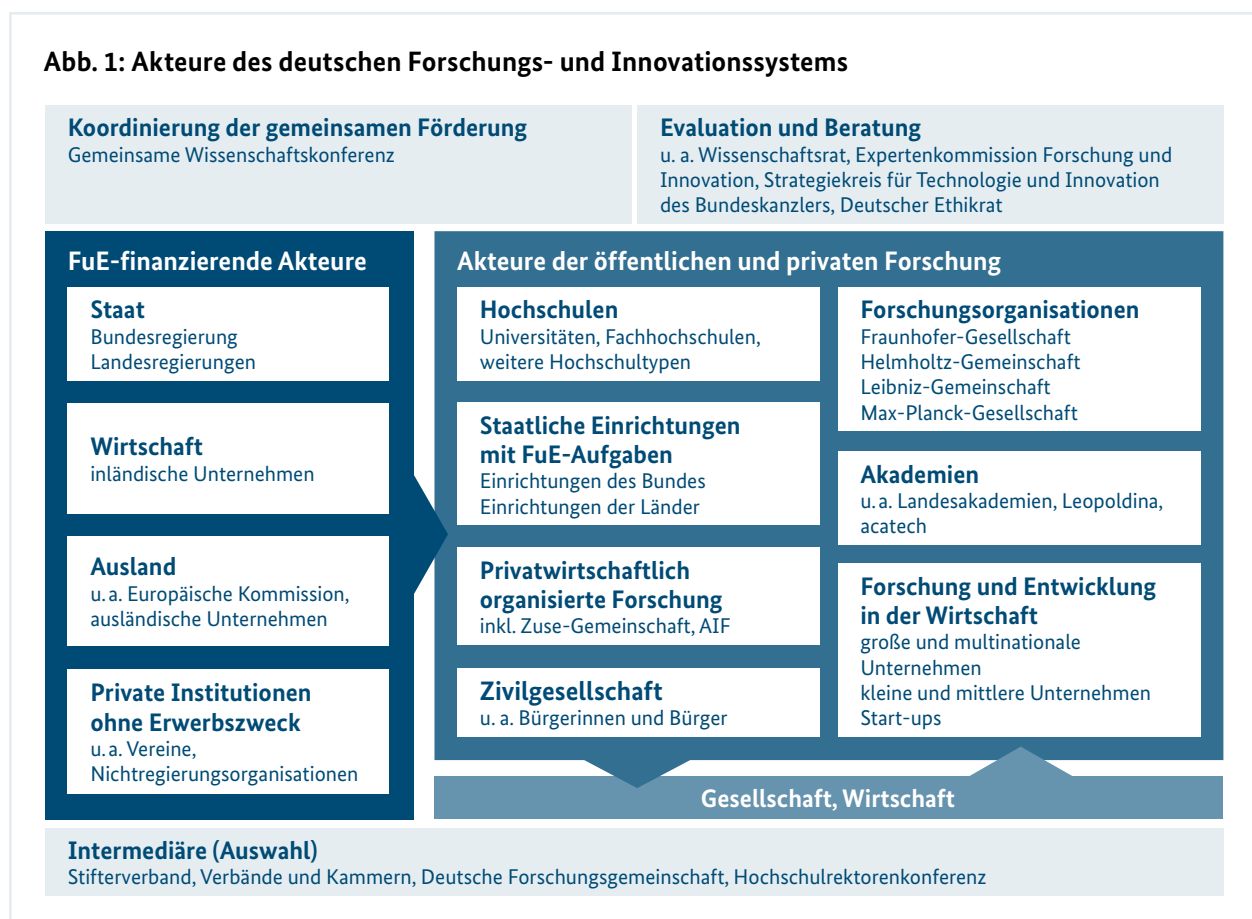 Abb. 1: Akteure des deutschen Forschungs- und Innovationssystems
Koordinierung der gemeinsamen Förderung
Gemeinsame Wissenschaftskonferenz
Evaluation und Beratung
u. a. Wissenschaftsrat, Expertenkommission Forschung und
Innovation, Strategiekreis für Technologie und Innovation
des Bundeskanzlers, Deutscher Ethikrat
FuE-finanzierende Akteure
Staat
Bundesregierung
Landesregierungen
Wirtschaft
inländische Unternehmen
Ausland
u. a. Europäische Kommission,
ausländische Unternehmen
Private Institutionen
ohne Erwerbszweck
u. a. Vereine,
Nichtregierungsorganisationen
Akteure der öffentlichen und privaten Forschung
Hochschulen
Universitäten, Fachhochschulen,
weitere Hochschultypen
Staatliche Einrichtungen
mit FuE-Aufgaben
Einrichtungen des Bundes
Einrichtungen der Länder
Privatwirtschaftlich
organisierte Forschung
inkl. Zuse-Gemeinschaft, AIF
Zivilgesellschaft
u. a. Bürgerinnen und Bürger
Forschungsorganisationen
Fraunhofer-Gesellschaft
Helmholtz-Gemeinschaft
Leibniz-Gemeinschaft
Max-Planck-Gesellschaft
Akademien
u. a. Landesakademien, Leopoldina,
acatech
Forschung und Entwicklung
in der Wirtschaft
große und multinationale
Unternehmen
kleine und mittlere Unternehmen
Start-ups
Gesellschaft, Wirtschaft
Intermediäre (Auswahl)
Stifterverband, Verbände und Kammern, Deutsche Forschungsgemeinschaft, Hochschulrektorenkonferenz